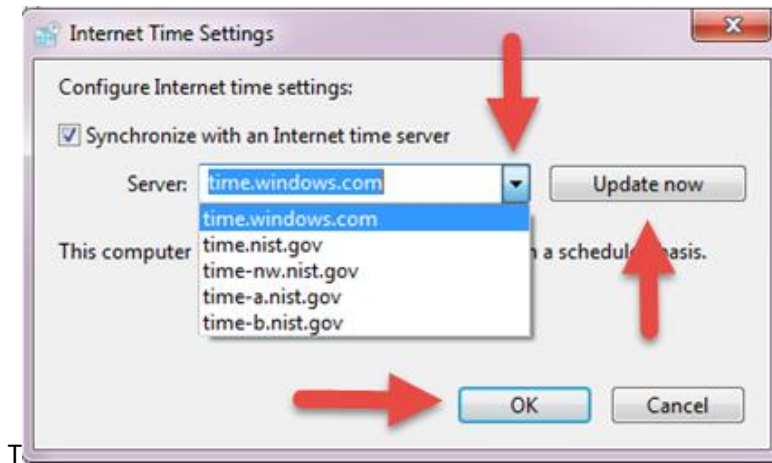 Internet Time Settings
Configure Internet time settings:
Synchronize with an Internet time server
Server: time.windows.com Update now
time.windows.com
This computer time.nist.gov a schedule
time-nw.nist.gov
time-a.nist.gov
time-b.nist.gov
OK Cancel